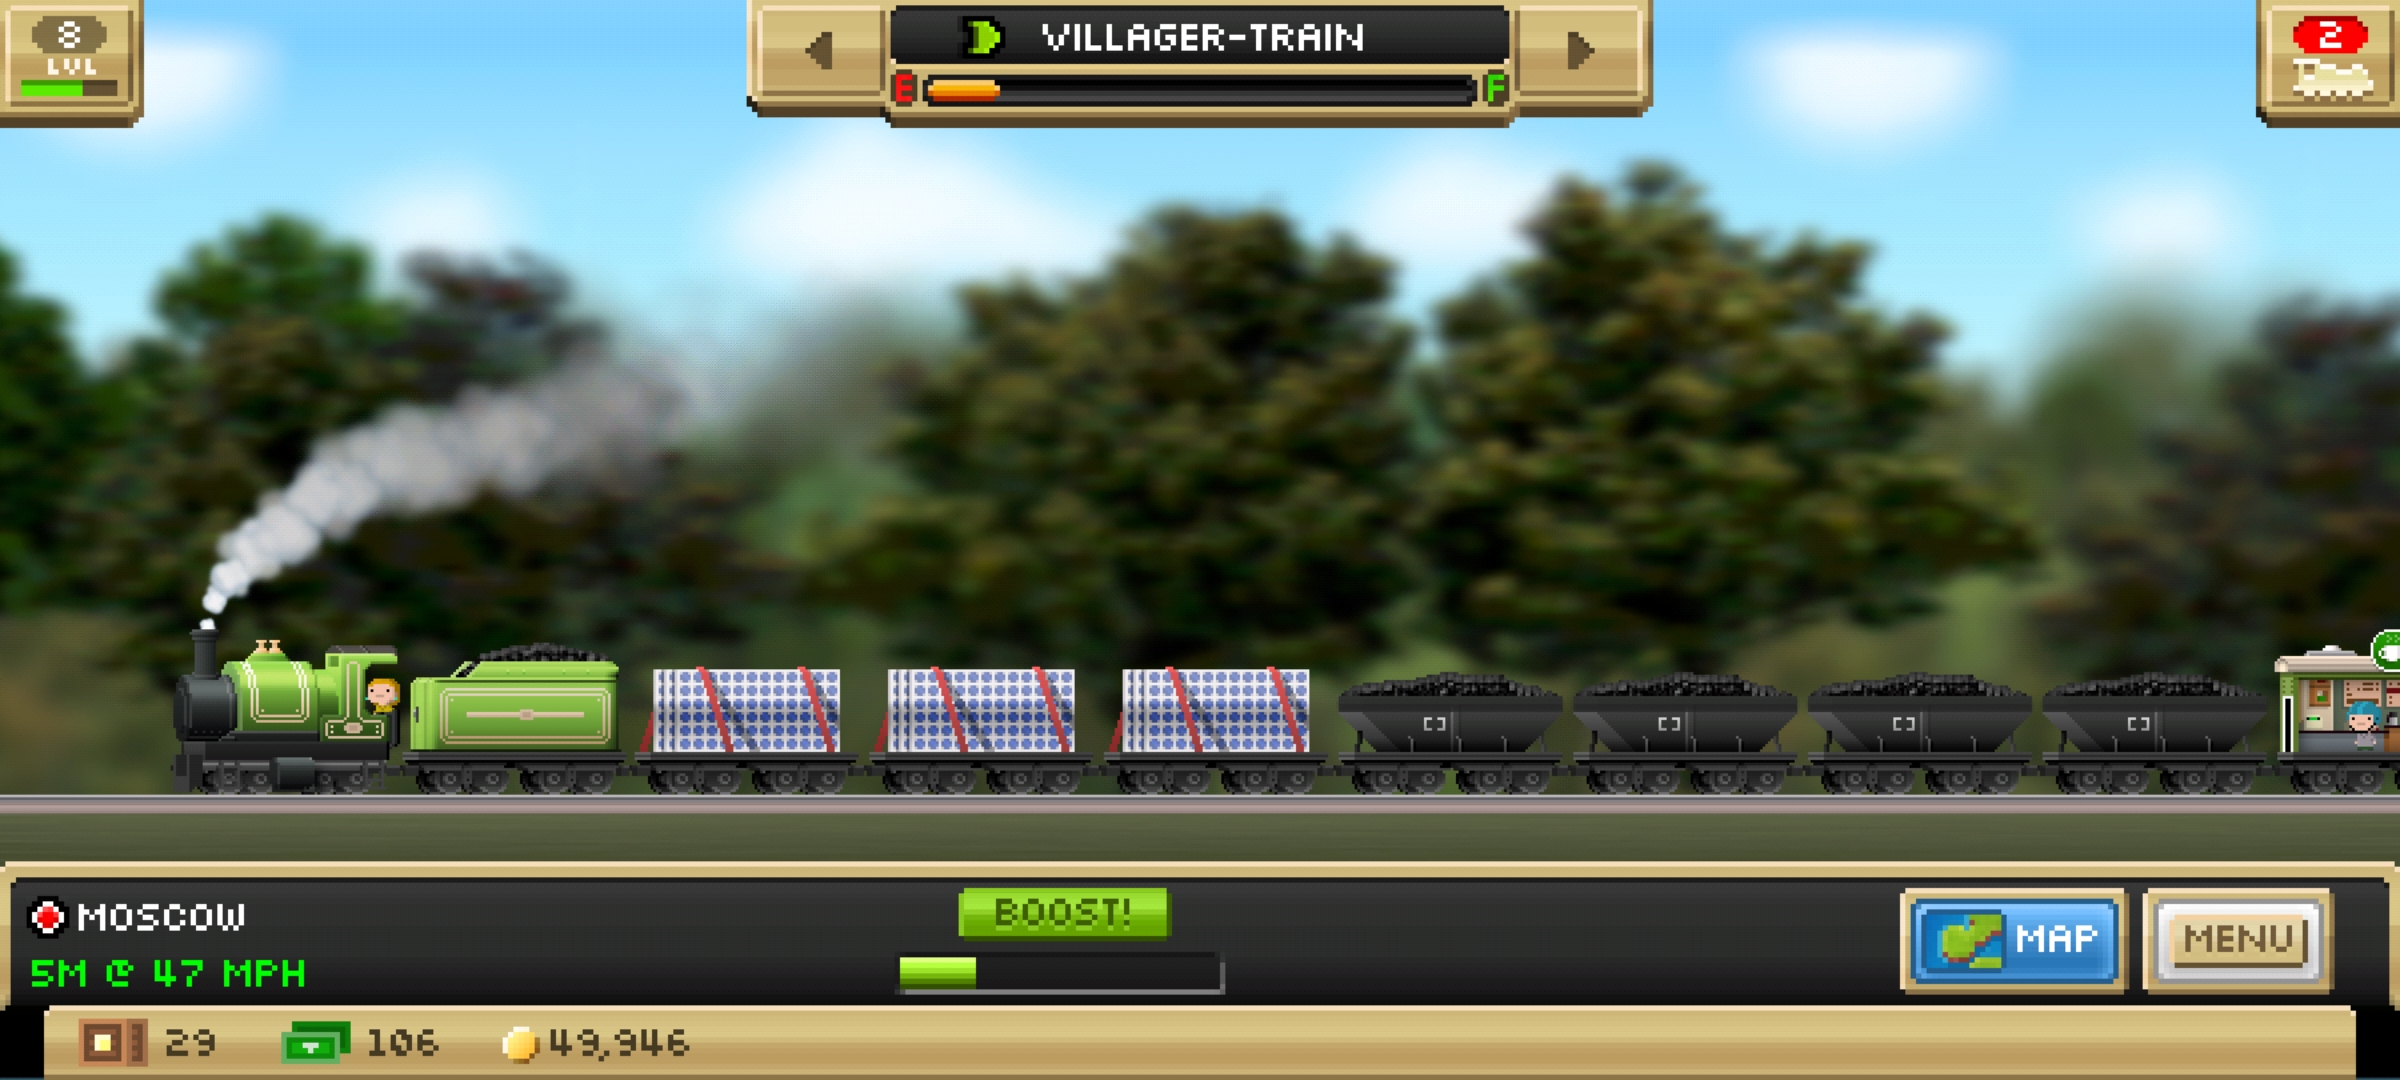 8
LVL
VILLAGER-TRAIN
E F
2
MOSCOW
5M @ 47 MPH
BOOST!
MAP
MENU
29 106 49,946